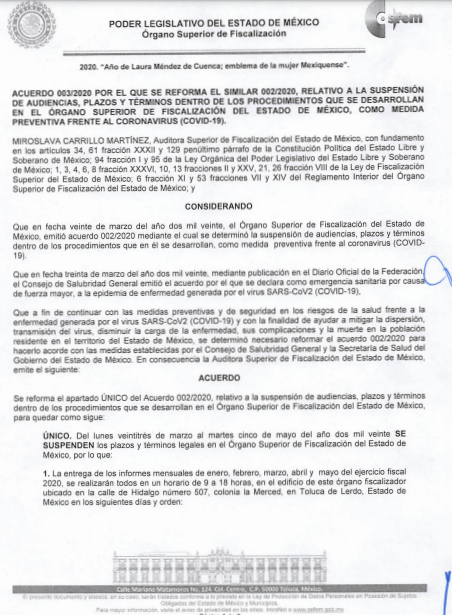 PODER LEGISLATIVO DEL ESTADO DE MÉXICO
Órgano Superior de Fiscalización
osfem
2020. "Año de Laura Méndez de Cuenca; emblema de la mujer Mexiquense".
ACUERDO 003/2020 POR EL QUE SE REFORMA EL SIMILAR 002/2020, RELATIVO A LA SUSPENSIÓN
DE AUDIENCIAS, PLAZOS Y TÉRMINOS DENTRO DE LOS PROCEDIMIENTOS QUE SE DESARROLLAN
EN EL ÓRGANO SUPERIOR DE FISCALIZACIÓN DEL ESTADO DE MÉXICO, COMO MEDIDA
PREVENTIVA FRENTE AL CORONAVIRUS (COVID-19).
MIROSLAVA CARRILLO MARTÍNEZ, Auditora Superior de Fiscalización del Estado de México, con fundamento
en los artículos 34, 61 fracción XXXII y 129 penúltimo párrafo de la Constitución Política del Estado Libre y
Soberano de México; 94 fracción I y 95 de la Ley Orgánica del Poder Legislativo del Estado Libre y Soberano
de México; 1, 3, 4, 6, 8 fracción XXXVI, 10, 13 fracciones II y XXV, 21, 26 fracción VIII de la Ley de Fiscalización
Superior del Estado de México; 6 fracción XI y 53 fracciones VII y XIV del Reglamento Interior del Órgano
Superior de Fiscalización del Estado de México; y
CONSIDERANDO
Que en fecha veinte de marzo del año dos mil veinte, el Órgano Superior de Fiscalización del Estado de
México, emitió acuerdo 002/2020 mediante el cual se determinó la suspensión de audiencias, plazos y términos
dentro de los procedimientos que en él se desarrollan, como medida preventiva frente al coronavirus (COVID-
19).
Que en fecha treinta de marzo del año dos mil veinte, mediante publicación en el Diario Oficial de la Federación,
el Consejo de Salubridad General emitió el acuerdo por el que se declara como emergencia sanitaria por causa
de fuerza mayor, a la epidemia de enfermedad generada por el virus SARS-CoV2 (COVID-19),
Que a fin de continuar con las medidas preventivas y de seguridad en los riesgos de la salud frente a la
enfermedad generada por el virus SARS-CoV2 (COVID-19) y con la finalidad de ayudar a mitigar la dispersión,
transmisión del virus, disminuir la carga de la enfermedad, sus complicaciones y la muerte en la población
residente en el territorio del Estado de México, se determinó necesario reformar el acuerdo 002/2020 para
hacerlo acorde con las medidas establecidas por el Consejo de Salubridad General y la Secretaría de Salud del
Gobierno del Estado de México. En consecuencia la Auditora Superior de Fiscalización del Estado de México,
emite el siguiente:
ACUERDO
Se reforma el apartado ÚNICO del Acuerdo 002/2020, relativo a la suspensión de audiencias, plazos y términos
dentro de los procedimientos que se desarrollan en el Órgano Superior de Fiscalización del Estado de México,
para quedar como sigue:
ÚNICO. Del lunes veintitrés de marzo al martes cinco de mayo del año dos mil veinte SE
SUSPENDEN los plazos y términos legales en el Órgano Superior de Fiscalización del Estado de
México, por lo que:
1. La entrega de los informes mensuales de enero, febrero, marzo, abril y mayo del ejercicio fiscal
2020, se realizarán todos en un horario de 9 a 18 horas, en el edificio de este órgano fiscalizador
ubicado en la calle de Hidalgo número 507, colonia la Merced, en Toluca de Lerdo, Estado de
México en los siguientes días y orden:
Calle Mariano Matamoros No. 124, Col. Centro, C.P. 50000 Toluca, México.
El presente documento y anexos, en su caso, serán tratados conforme a lo previsto en la Ley de Protección de Datos Personales en Posesión de Sujetos
Obligados del Estado de México y Municipios.
Para mayor información, visite el aviso de privacidad en los sitios: